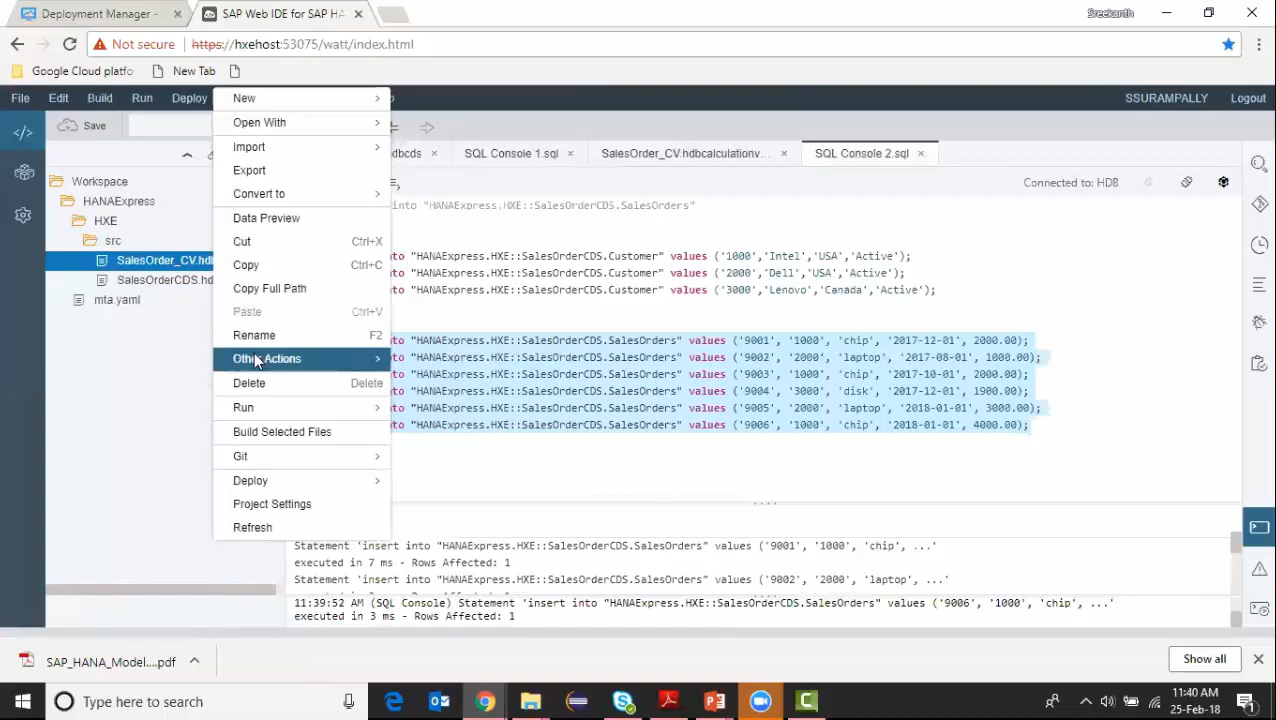 Deployment Manager -
SAP Web IDE for SAP HA
Sreekanth
Not secure
https://hxehost:53075/watt/index.html
Google Cloud platfo
New Tab
File Edit Build Run Deploy
SSURAMPALLY Logout
Save
hdbcds
SQL Console 1.sql
SalesOrder_CV.hdbcalculationv...
SQL Console 2.sql
Connected to: HDB
Workspace
HANAExpress
HXE
src
SalesOrder_CV.hdb
SalesOrderCDS.hd
mta.yaml
New
Open With
Import
Export
Convert to
Data Preview
Cut Ctrl+X
Copy Ctrl+C
Copy Full Path
Paste Ctrl+V
Rename F2
Other Actions
Delete Delete
Run
Build Selected Files
Git
Deploy
Project Settings
Refresh
into "HANAExpress.HXE::SalesOrderCDS.SalesOrders"
to "HANAExpress.HXE::SalesOrderCDS.Customer" values ('1000','Intel','USA','Active');
to "HANAExpress.HXE::SalesOrderCDS.Customer" values ('2000','Dell','USA','Active');
to "HANAExpress.HXE::SalesOrderCDS.Customer" values ('3000','Lenovo','Canada','Active');
to "HANAExpress.HXE::SalesOrderCDS.SalesOrders" values ('9001', '1000', 'chip', '2017-12-01', 2000.00);
to "HANAExpress.HXE::SalesOrderCDS.SalesOrders" values ('9002', '2000', 'laptop', '2017-08-01', 1000.00);
to "HANAExpress.HXE::SalesOrderCDS.SalesOrders" values ('9003', '1000', 'chip', '2017-10-01', 2000.00);
to "HANAExpress.HXE::SalesOrderCDS.SalesOrders" values ('9004', '3000', 'disk', '2017-12-01', 1900.00);
to "HANAExpress.HXE::SalesOrderCDS.SalesOrders" values ('9005', '2000', 'laptop', '2018-01-01', 3000.00);
to "HANAExpress.HXE::SalesOrderCDS.SalesOrders" values ('9006', '1000', 'chip', '2018-01-01', 4000.00);
Statement 'insert into "HANAExpress.HXE::SalesOrderCDS.SalesOrders" values ('9001', '1000', 'chip', ...'
executed in 7 ms - Rows Affected: 1
Statement 'insert into "HANAExpress.HXE::SalesOrderCDS.SalesOrders" values ('9002', '2000', 'laptop', ...'
11:39:52 AM (SQL Console) Statement 'insert into "HANAExpress.HXE::SalesOrderCDS.SalesOrders" values ('9006', '1000', 'chip', ...'
executed in 3 ms - Rows Affected: 1
SAP_HANA_Model....pdf
Show all
Type here to search
11:40 AM
25-Feb-18